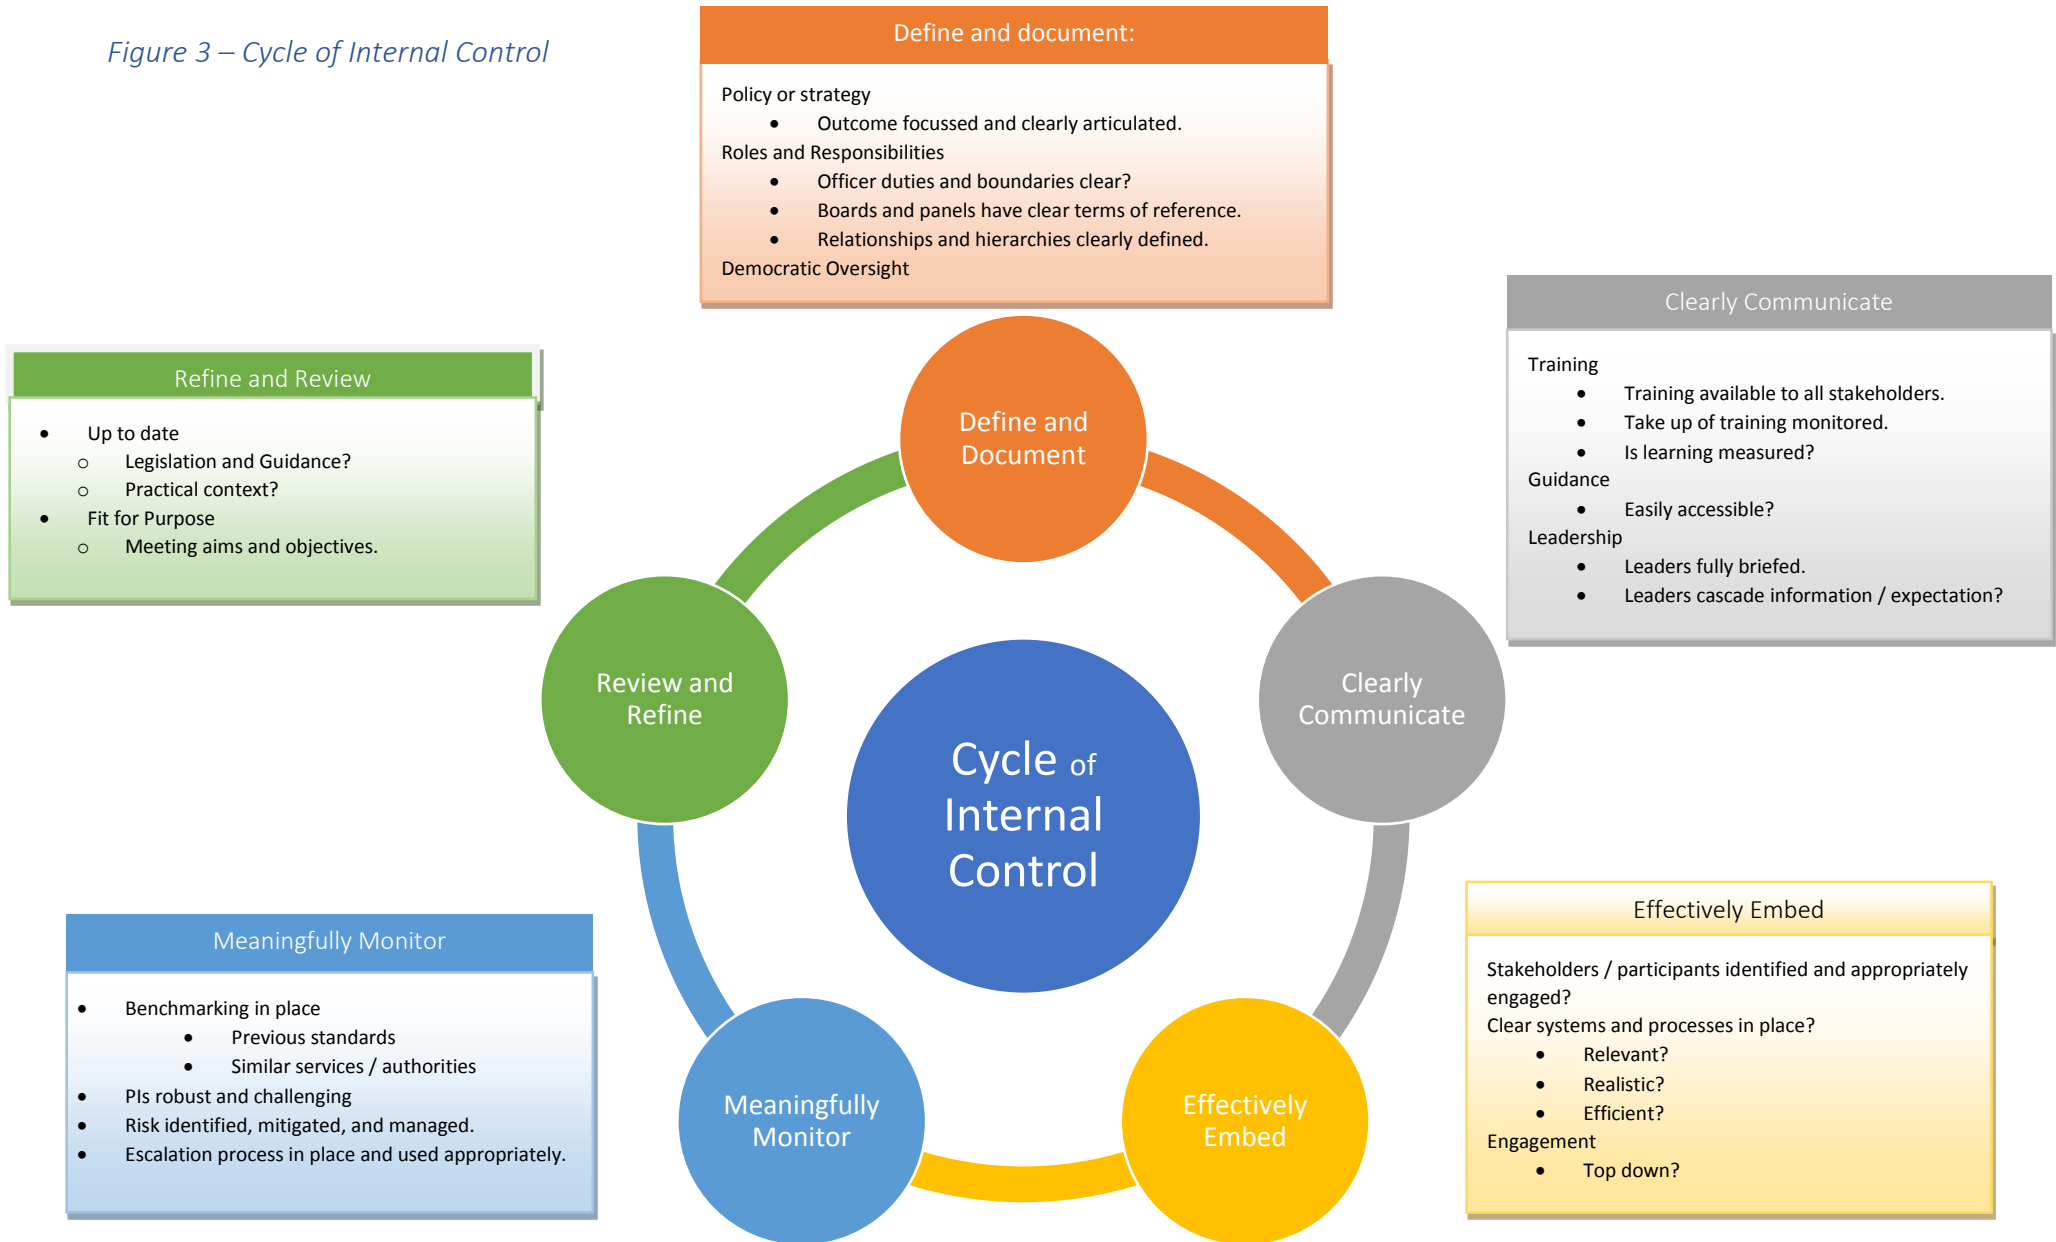 Figure 3 – Cycle of Internal Control
Define and document:
Policy or strategy
• Outcome focussed and clearly articulated.
Roles and Responsibilities
• Officer duties and boundaries clear?
• Boards and panels have clear terms of reference.
• Relationships and hierarchies clearly defined.
Democratic Oversight
Clearly Communicate
Training
• Training available to all stakeholders.
• Take up of training monitored.
• Is learning measured?
Guidance
• Easily accessible?
Leadership
• Leaders fully briefed.
• Leaders cascade information / expectation?
Refine and Review
• Up to date
o Legislation and Guidance?
o Practical context?
• Fit for Purpose
o Meeting aims and objectives.
Define and
Document
Clearly
Communicate
Review and
Refine
Cycle of
Internal
Control
Effectively
Embed
Meaningfully
Monitor
Meaningfully Monitor
• Benchmarking in place
• Previous standards
• Similar services / authorities
• PIs robust and challenging
• Risk identified, mitigated, and managed.
• Escalation process in place and used appropriately.
Effectively Embed
Stakeholders / participants identified and appropriately
engaged?
Clear systems and processes in place?
• Relevant?
• Realistic?
• Efficient?
Engagement
• Top down?